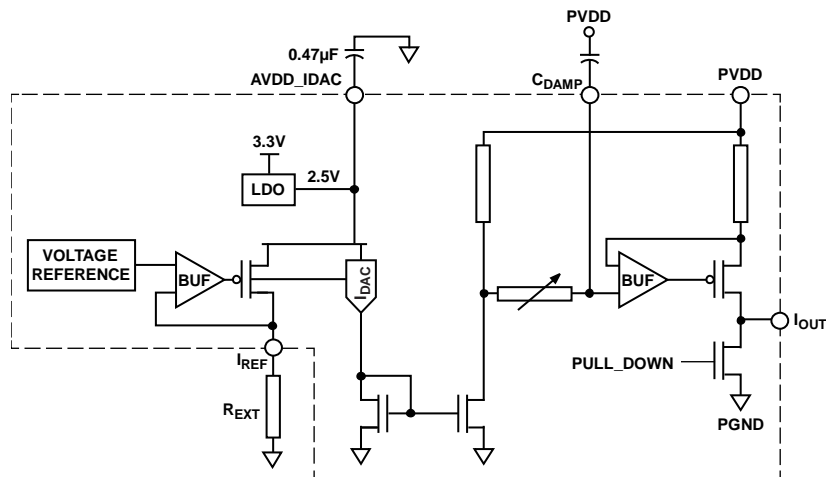 PVDD
0.47µF
AVDD_IDAC
CDAMP
PVDD
3.3V
LDO
2.5V
VOLTAGE
REFERENCE
BUF
IDAC
BUF
IOUT
IREF
PULL_DOWN
REXT
PGND